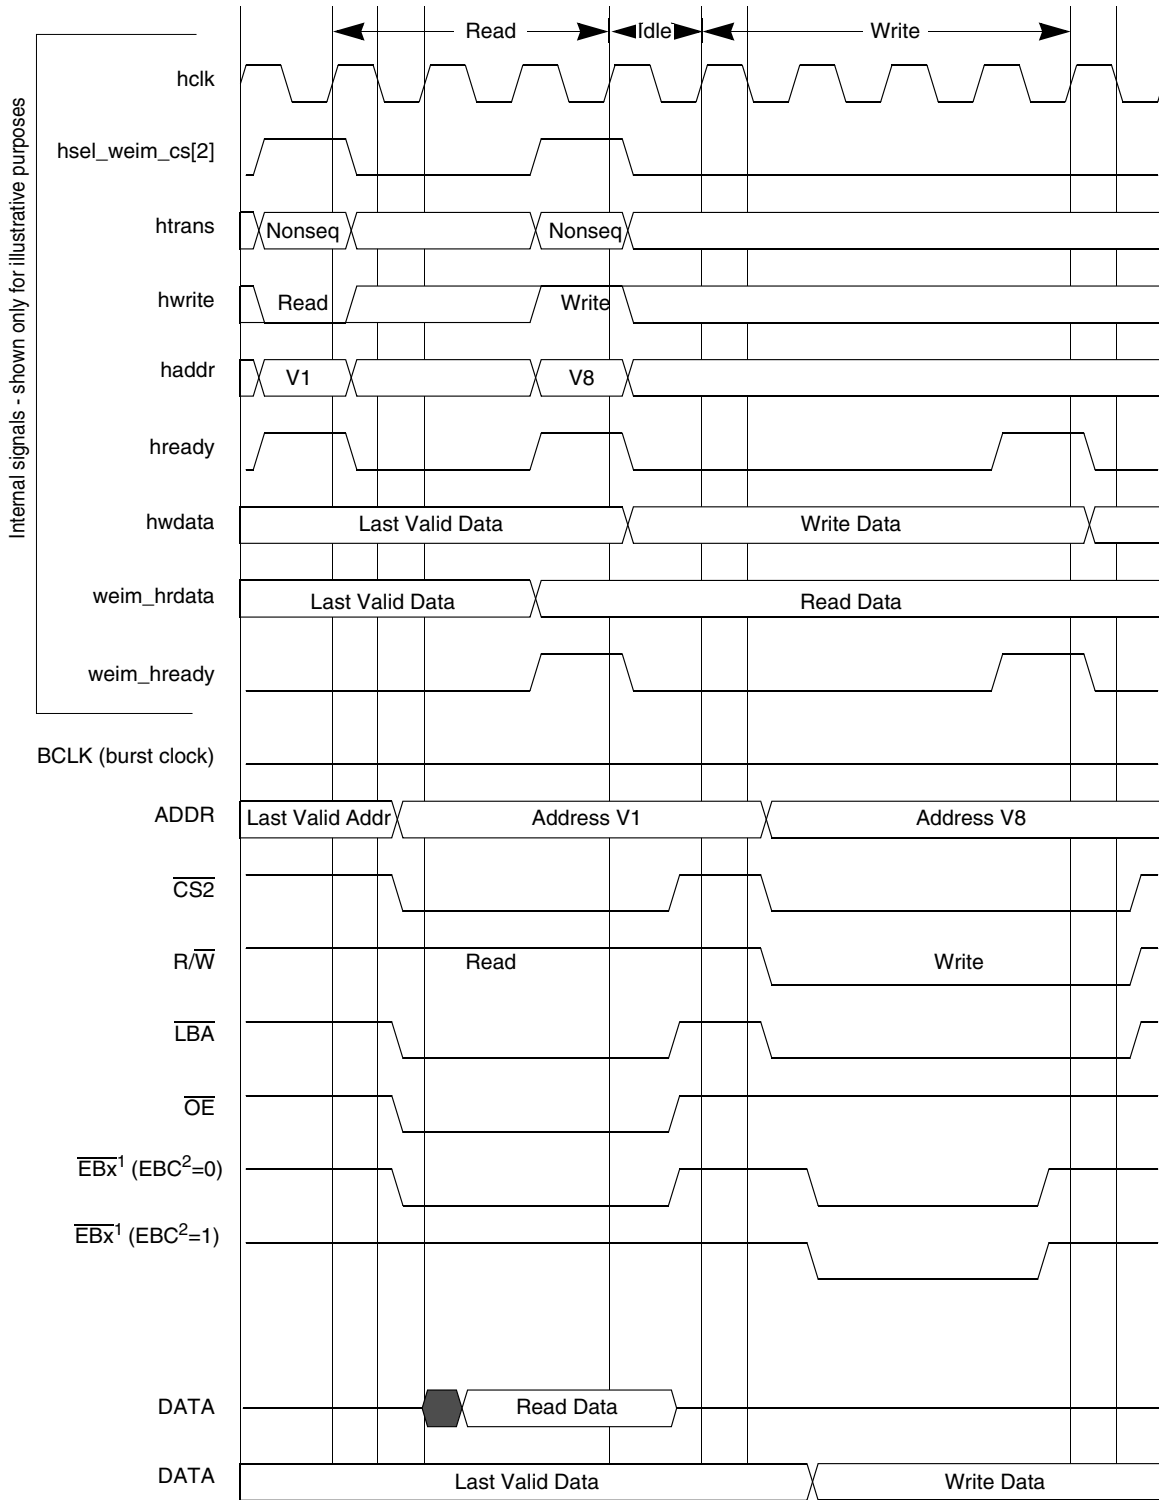 Read Idle Write
Internal signals - shown only for illustrative purposes
hclk
hsel_weim_cs[2]
htrans Nonseq Nonseq
hwrite Read Write
haddr V1 V8
hready
hwdata Last Valid Data Write Data
weim_hrdata Last Valid Data Read Data
weim_hready
BCLK (burst clock)
ADDR Last Valid Addr Address V1 Address V8
CS2
R/W Read Write
LBA
OE
EBx1 (EBC2=0)
EBx1 (EBC2=1)
DATA Read Data
DATA Last Valid Data Write Data